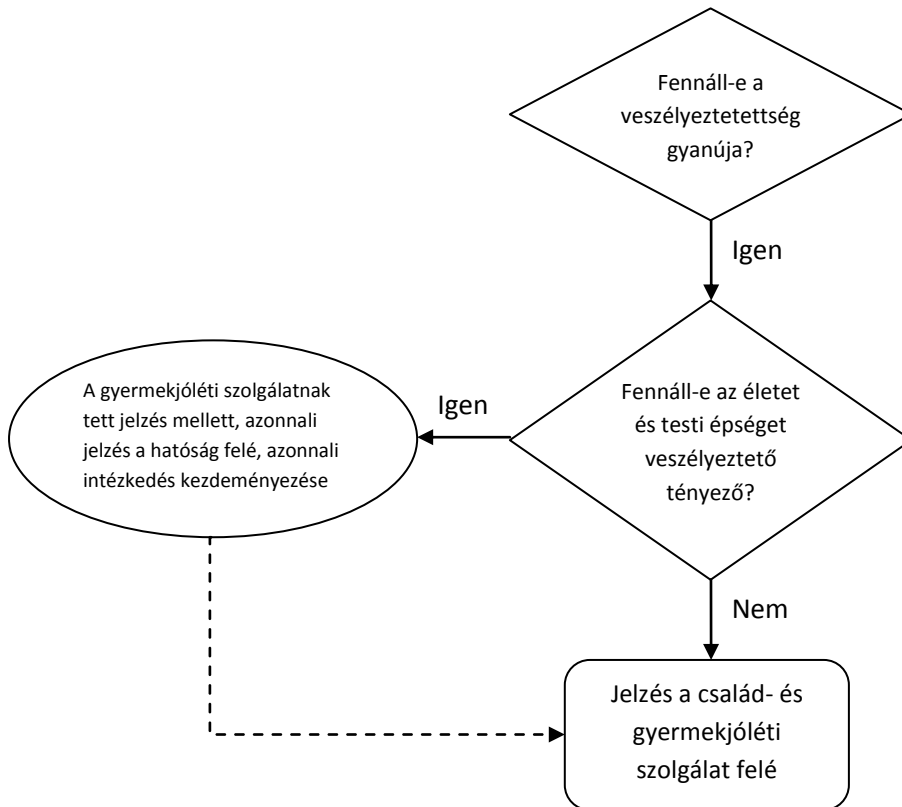 Fennáll-e a
veszélyeztetettség
gyanúja?
Igen
A gyermekjóléti szolgálatnak
tett jelzés mellett, azonnali
jelzés a hatóság felé, azonnali
intézkedés kezdeményezése
Igen
Fennáll-e az életet
és testi épséget
veszélyeztető
tényező?
Nem
Jelzés a család- és
gyermekjóléti
szolgálat felé